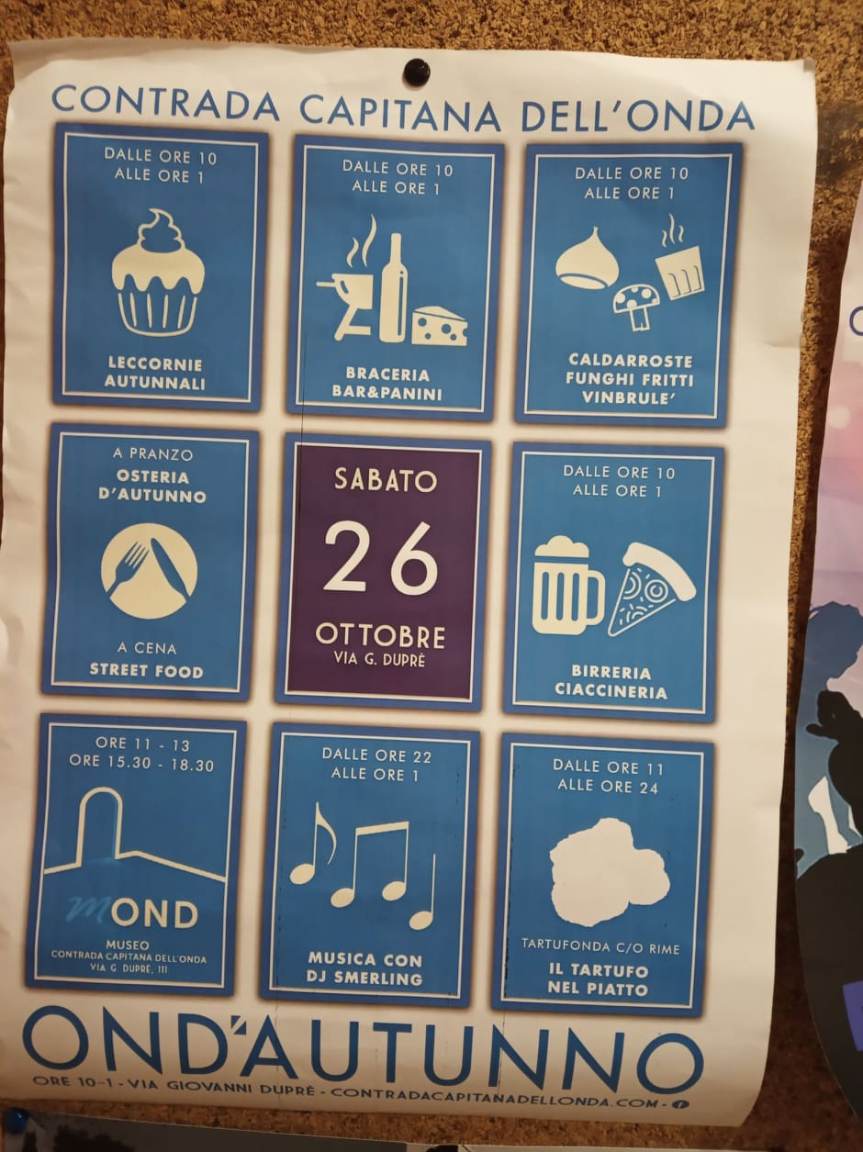 CONTRADA CAPITANA DELL'ONDA
DALLE ORE 10
ALLE ORE 1
LECCORNIE
AUTUNNALI
DALLE ORE 10
ALLE ORE 1
BRACERIA
BAR&PANINI
DALLE ORE 10
ALLE ORE 1
CALDARROSTE
FUNGHI FRITTI
VINBRULE'
A PRANZO
OSTERIA
D'AUTUNNO
A CENA
STREET FOOD
SABATO
26
OTTOBRE
VIA G. DUPRÈ
DALLE ORE 10
ALLE ORE 1
BIRRERIA
CIACCINERIA
ORE 11 - 13
ORE 15.30 - 18.30
mOND
MUSEO
CONTRADA CAPITANA DELL'ONDA
VIA G. DUPRÈ, 111
DALLE ORE 22
ALLE ORE 1
MUSICA CON
DJ SMERLING
DALLE ORE 11
ALLE ORE 24
TARTUFONDA C/O RIME
IL TARTUFO
NEL PIATTO
OND'AUTUNNO
ORE 10-1 - VIA GIOVANNI DUPRÈ - CONTRADACAPITANADELLONDA.COM - f